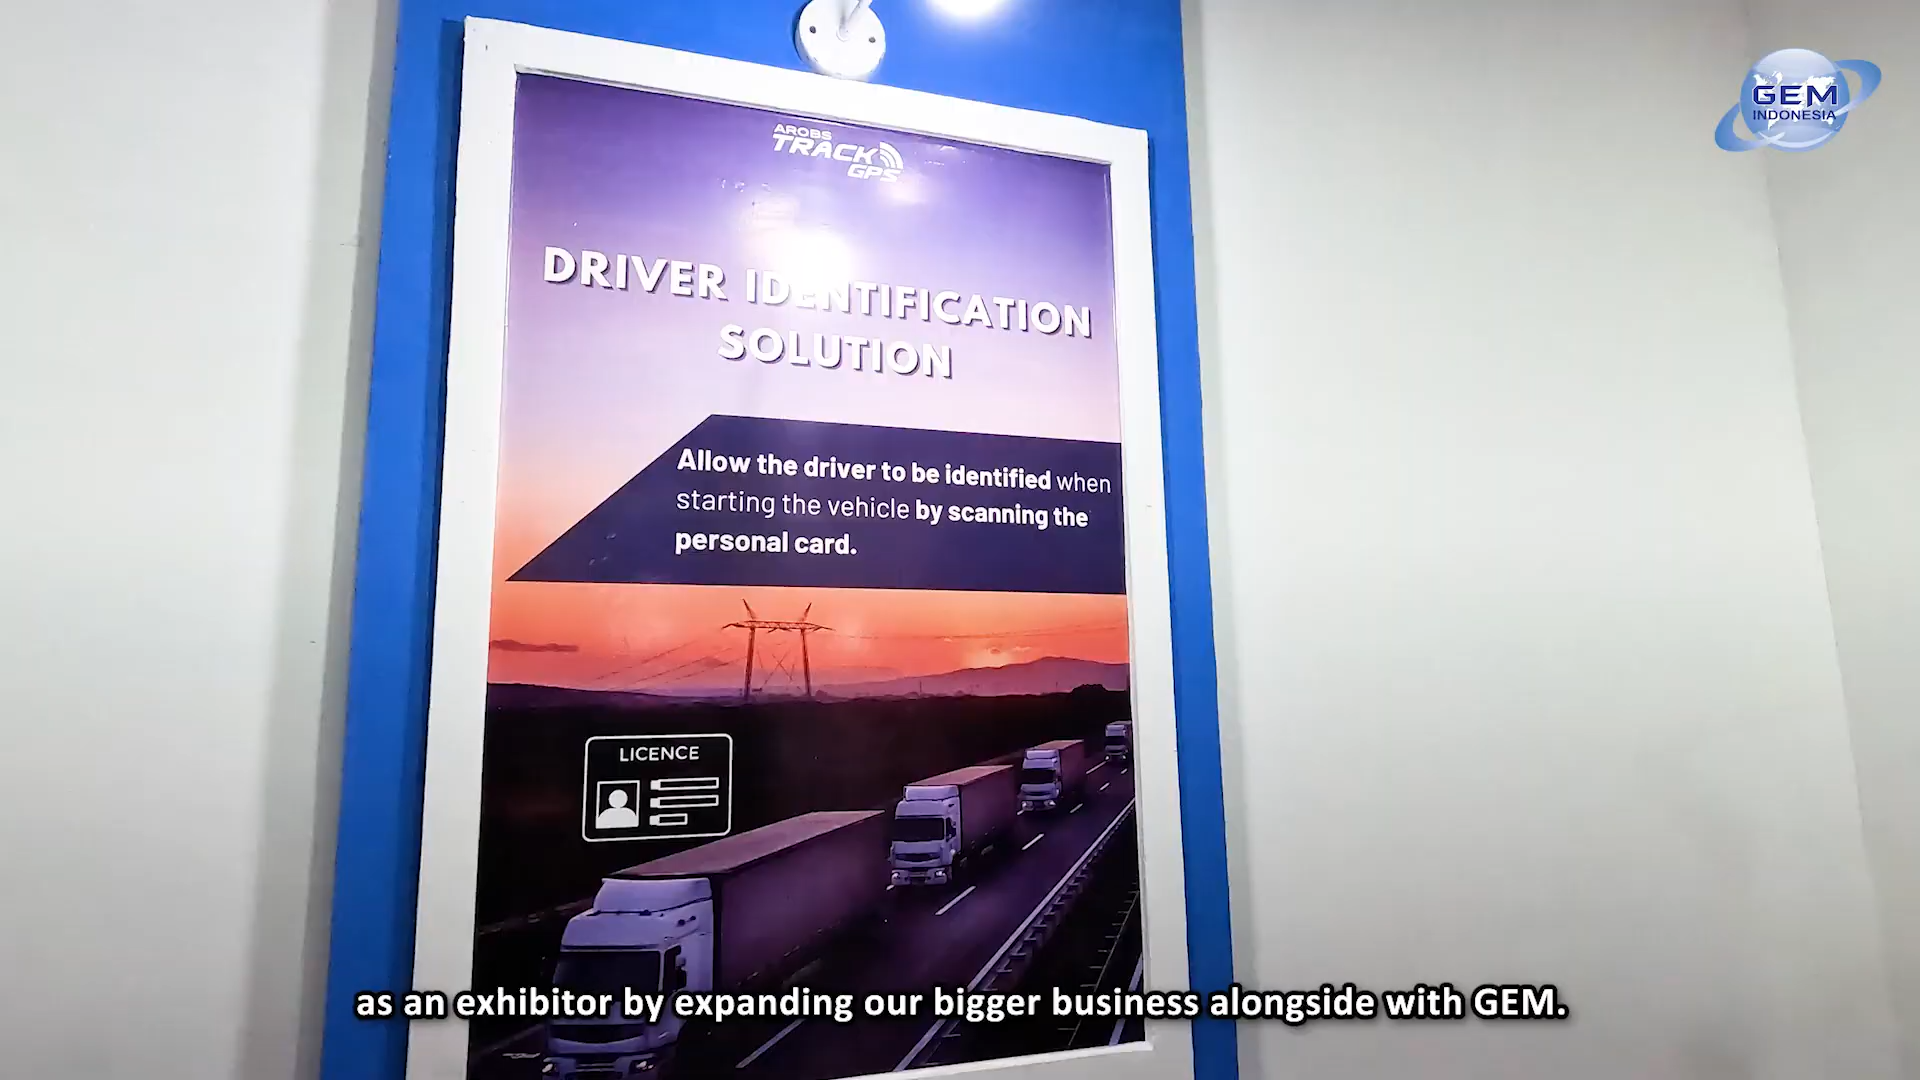 GEM
INDONESIA
AROBS
TRACK
GPS
DRIVER IDENTIFICATION
SOLUTION
Allow the driver to be identified when
starting the vehicle by scanning the
personal card.
LICENCE
as an exhibitor by expanding our bigger business alongside with GEM.